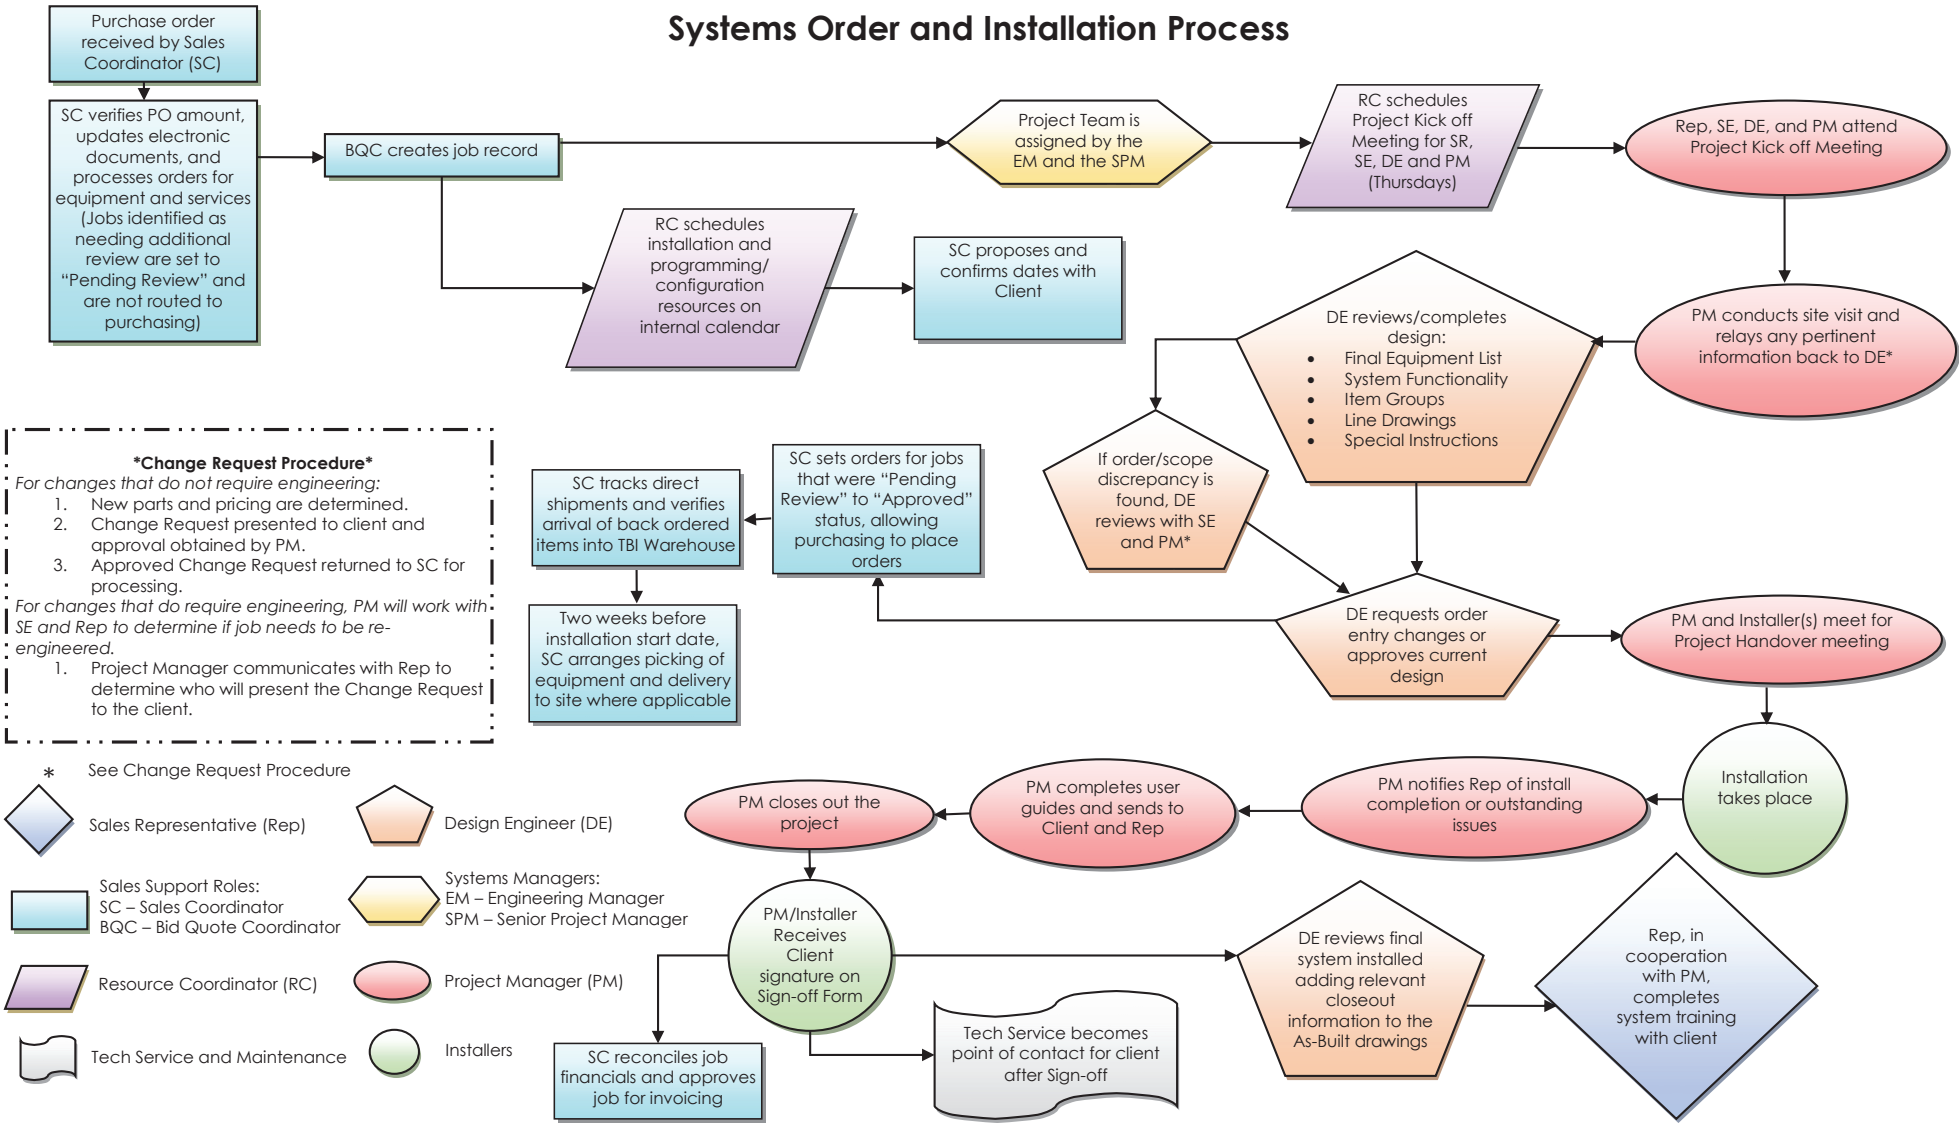 Systems Order and Installation Process
Purchase order
received by Sales
Coordinator (SC)
SC verifies PO amount,
updates electronic
documents, and
processes orders for
equipment and services
(Jobs identified as
needing additional
review are set to
“Pending Review” and
are not routed to
purchasing)
BQC creates job record
Project Team is
assigned by the
EM and the SPM
RC schedules
Project Kick off
Meeting for SR,
SE, DE and PM
(Thursdays)
Rep, SE, DE, and PM attend
Project Kick off Meeting
RC schedules
installation and
programming/
configuration
resources on
internal calendar
SC proposes and
confirms dates with
Client
PM conducts site visit and
relays any pertinent
information back to DE*
DE reviews/completes
design:
• Final Equipment List
• System Functionality
• Item Groups
• Line Drawings
• Special Instructions
If order/scope
discrepancy is
found, DE
reviews with SE
and PM*
SC sets orders for jobs
that were “Pending
Review” to “Approved”
status, allowing
purchasing to place
orders
SC tracks direct
shipments and verifies
arrival of back ordered
items into TBI Warehouse
Two weeks before
installation start date,
SC arranges picking of
equipment and delivery
to site where applicable
DE requests order
entry changes or
approves current
design
PM and Installer(s) meet for
Project Handover meeting
*Change Request Procedure*
For changes that do not require engineering:
1. New parts and pricing are determined.
2. Change Request presented to client and
approval obtained by PM.
3. Approved Change Request returned to SC for
processing.
For changes that do require engineering, PM will work with
SE and Rep to determine if job needs to be re-
engineered.
1. Project Manager communicates with Rep to
determine who will present the Change Request
to the client.
Installation
takes place
PM notifies Rep of install
completion or outstanding
issues
PM completes user
guides and sends to
Client and Rep
PM closes out the
project
PM/Installer
Receives
Client
signature on
Sign-off Form
SC reconciles job
financials and approves
job for invoicing
Tech Service becomes
point of contact for client
after Sign-off
DE reviews final
system installed
adding relevant
closeout
information to the
As-Built drawings
Rep, in
cooperation
with PM,
completes
system training
with client
* See Change Request Procedure
Sales Representative (Rep)
Design Engineer (DE)
Sales Support Roles:
SC – Sales Coordinator
BQC – Bid Quote Coordinator
Systems Managers:
EM – Engineering Manager
SPM – Senior Project Manager
Resource Coordinator (RC)
Project Manager (PM)
Tech Service and Maintenance
Installers